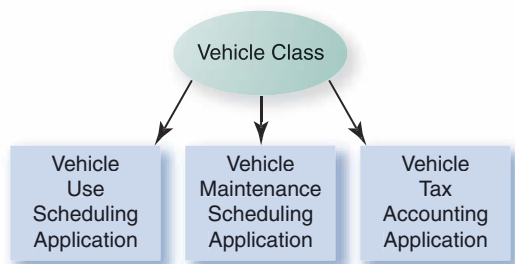 Vehicle Class
Vehicle
Use
Scheduling
Application
Vehicle
Maintenance
Scheduling
Application
Vehicle
Tax
Accounting
Application